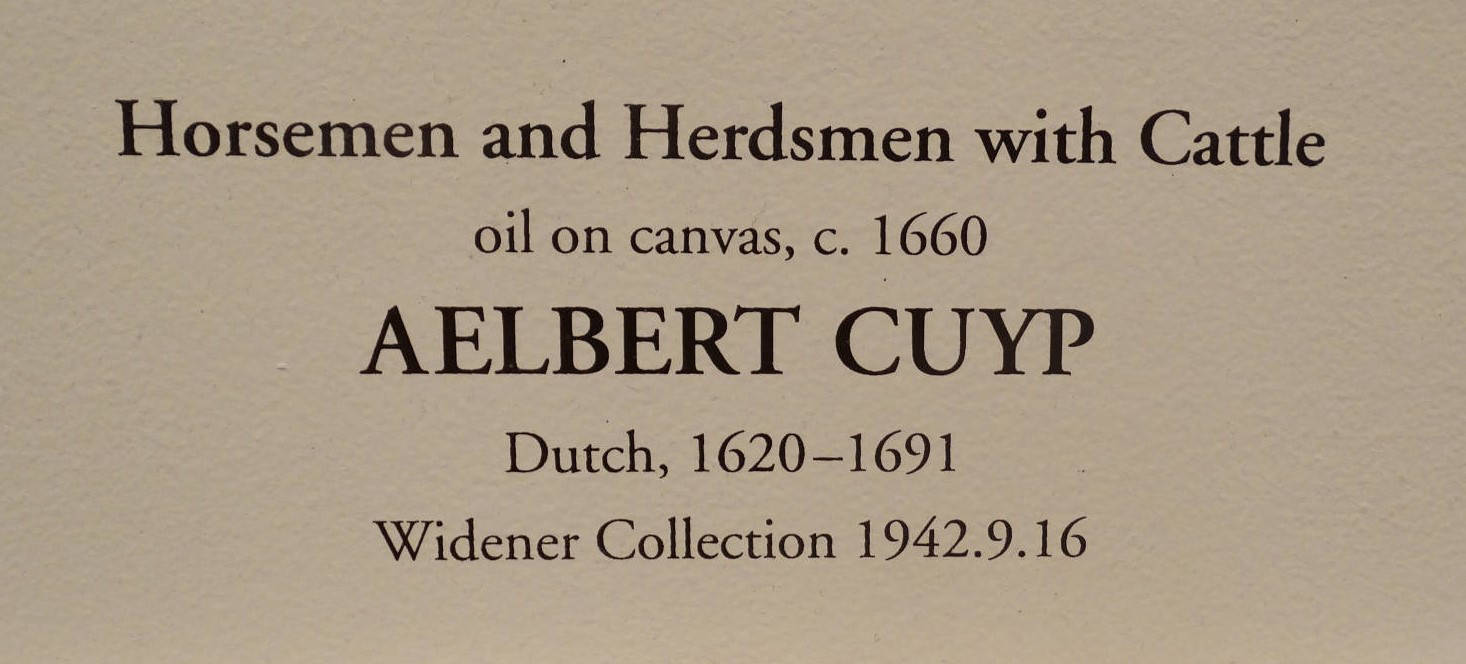 Horsemen and Herdsmen with Cattle
oil on canvas, c. 1660
AELBERT CUYP
Dutch, 1620–1691
Widener Collection 1942.9.16